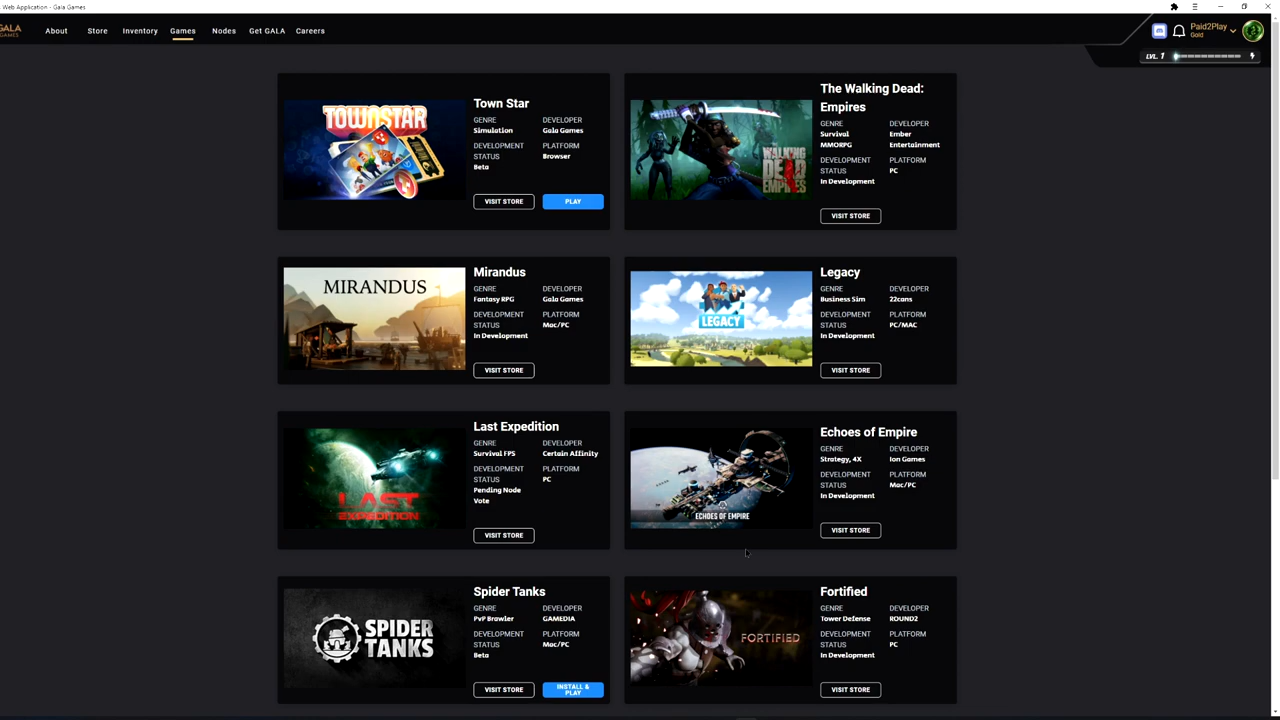 Web Application - Gala Games
GALA
GAMES
About
Store
Inventory
Games
Nodes
Get GALA
Careers
Paid2Play
Gold
LVL. 1
TOWNSTAR
Town Star
GENRE
Simulation
DEVELOPER
Gala Games
DEVELOPMENT
STATUS
Beta
PLATFORM
Browser
VISIT STORE
PLAY
THE
WALKING
DEAD
EMPIRES
The Walking Dead:
Empires
GENRE
Survival
MMORPG
DEVELOPER
Ember
Entertainment
DEVELOPMENT
STATUS
In Development
PLATFORM
PC
VISIT STORE
MIRANDUS
Mirandus
GENRE
Fantasy RPG
DEVELOPER
Gala Games
DEVELOPMENT
STATUS
In Development
PLATFORM
Mac/PC
VISIT STORE
LEGACY
Legacy
GENRE
Business Sim
DEVELOPER
22cans
DEVELOPMENT
STATUS
In Development
PLATFORM
PC/MAC
VISIT STORE
LAST
EXPEDITION
Last Expedition
GENRE
Survival FPS
DEVELOPER
Certain Affinity
DEVELOPMENT
STATUS
Pending Node
Vote
PLATFORM
PC
VISIT STORE
ECHOES OF EMPIRE
Echoes of Empire
GENRE
Strategy, 4X
DEVELOPER
Ion Games
DEVELOPMENT
STATUS
In Development
PLATFORM
Mac/PC
VISIT STORE
SPIDER
TANKS
Spider Tanks
GENRE
PvP Brawler
DEVELOPER
GAMEDIA
DEVELOPMENT
STATUS
Beta
PLATFORM
Mac/PC
VISIT STORE
INSTALL &
PLAY
FORTIFIED
Fortified
GENRE
Tower Defense
DEVELOPER
ROUND2
DEVELOPMENT
STATUS
In Development
PLATFORM
PC
VISIT STORE